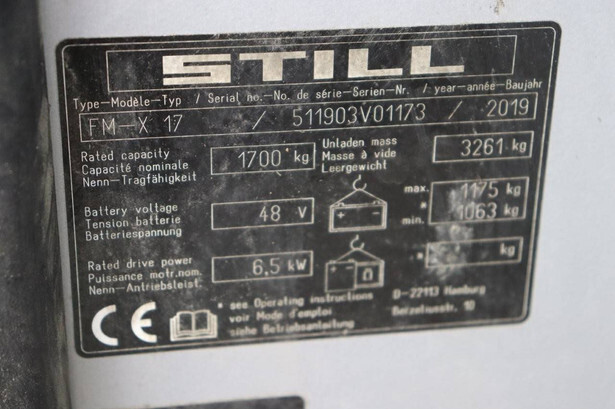 STILL
Type-Modèle-Typ / Serial no.-No. de série-Serien-Nr. / year-année-Baujahr
FM-X 17 / 511903V01173 / 2019
Rated capacity
Capacité nominale
Nenn-Tragfähigkeit
1700 kg
Unladen mass
Masse à vide
Leergewicht
3261 kg
Battery voltage
Tension batterie
Batteriespannung
48 V
max. 1175 kg
*
min. 1063 kg
Rated drive power
Puissance motr.nom.
Nenn-Antriebsleist.
6,5 kW
* kg
CE
* see Operating instructions
voir Mode d'emploi
siehe Betriebsanleitung
D-22113 Hamburg
Berzeliusstr. 10